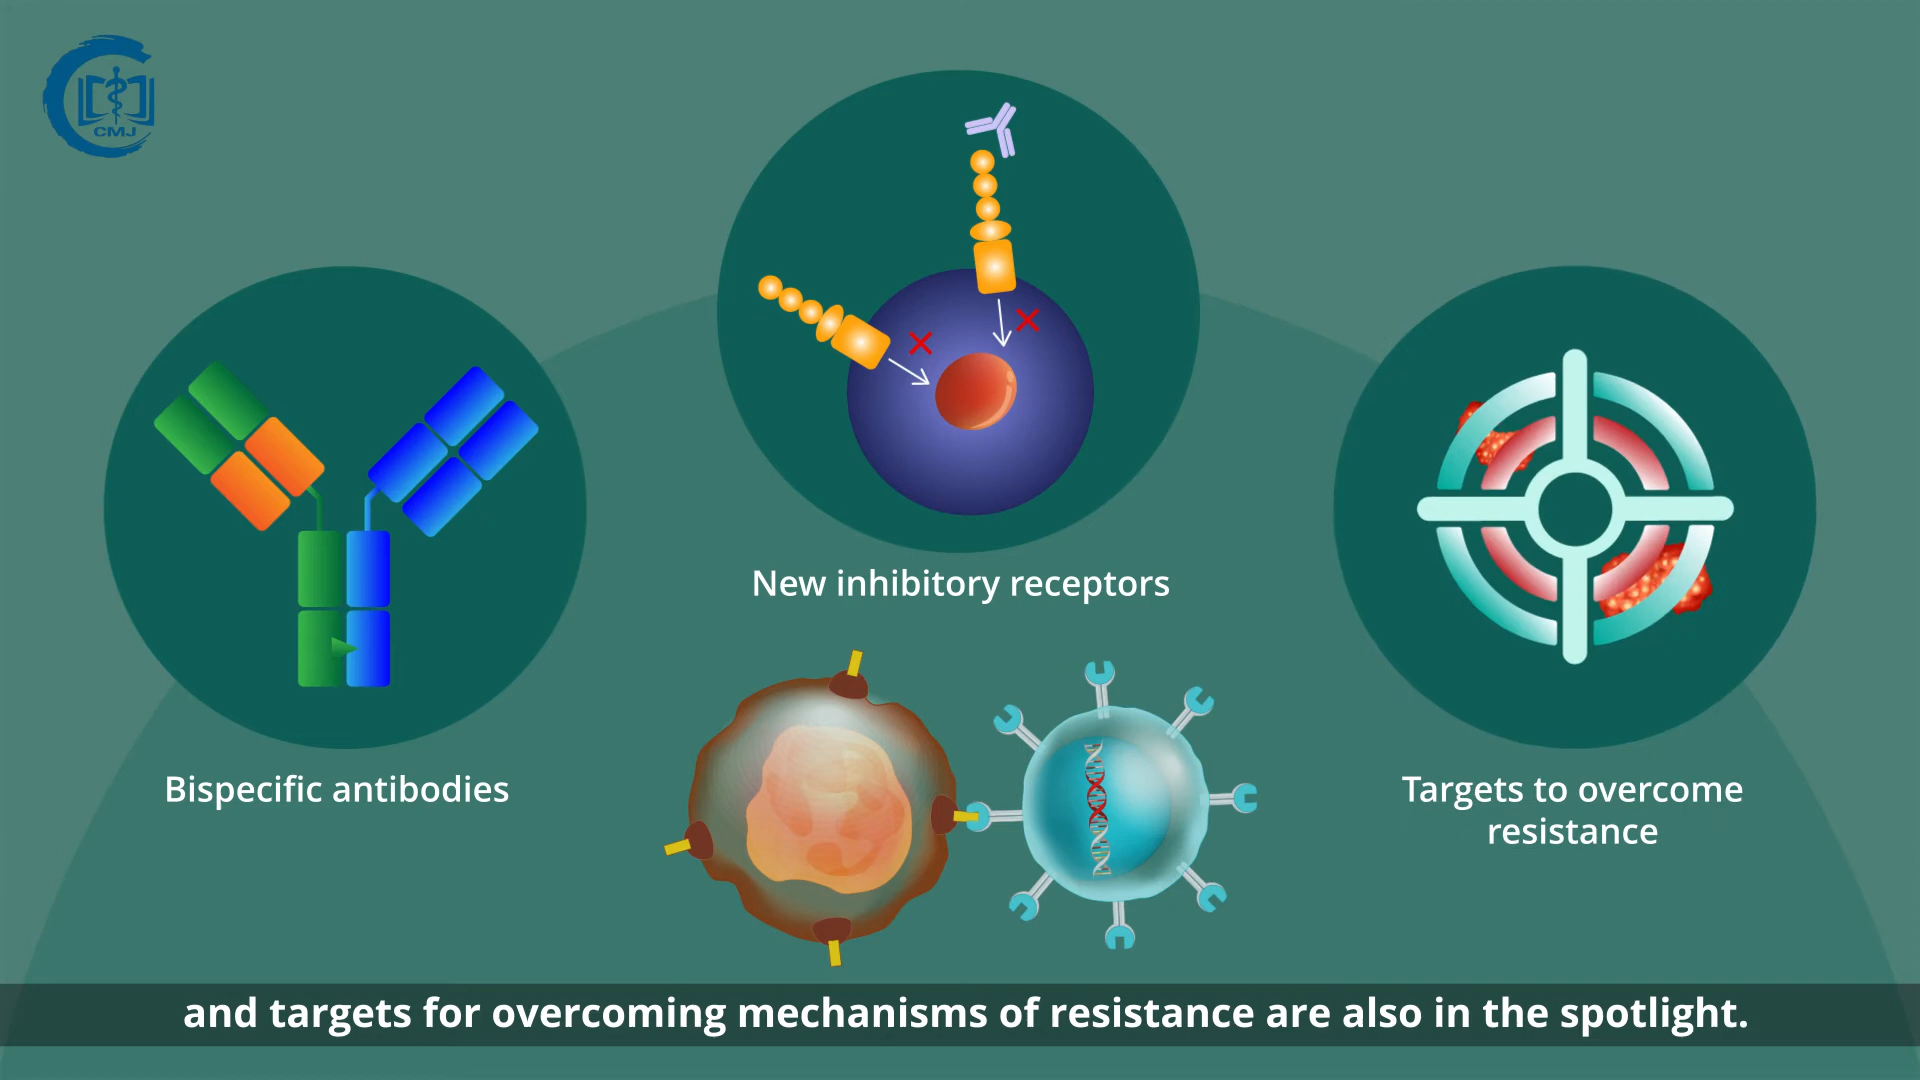 CMJ
New inhibitory receptors
Bispecific antibodies
Targets to overcome
resistance
and targets for overcoming mechanisms of resistance are also in the spotlight.